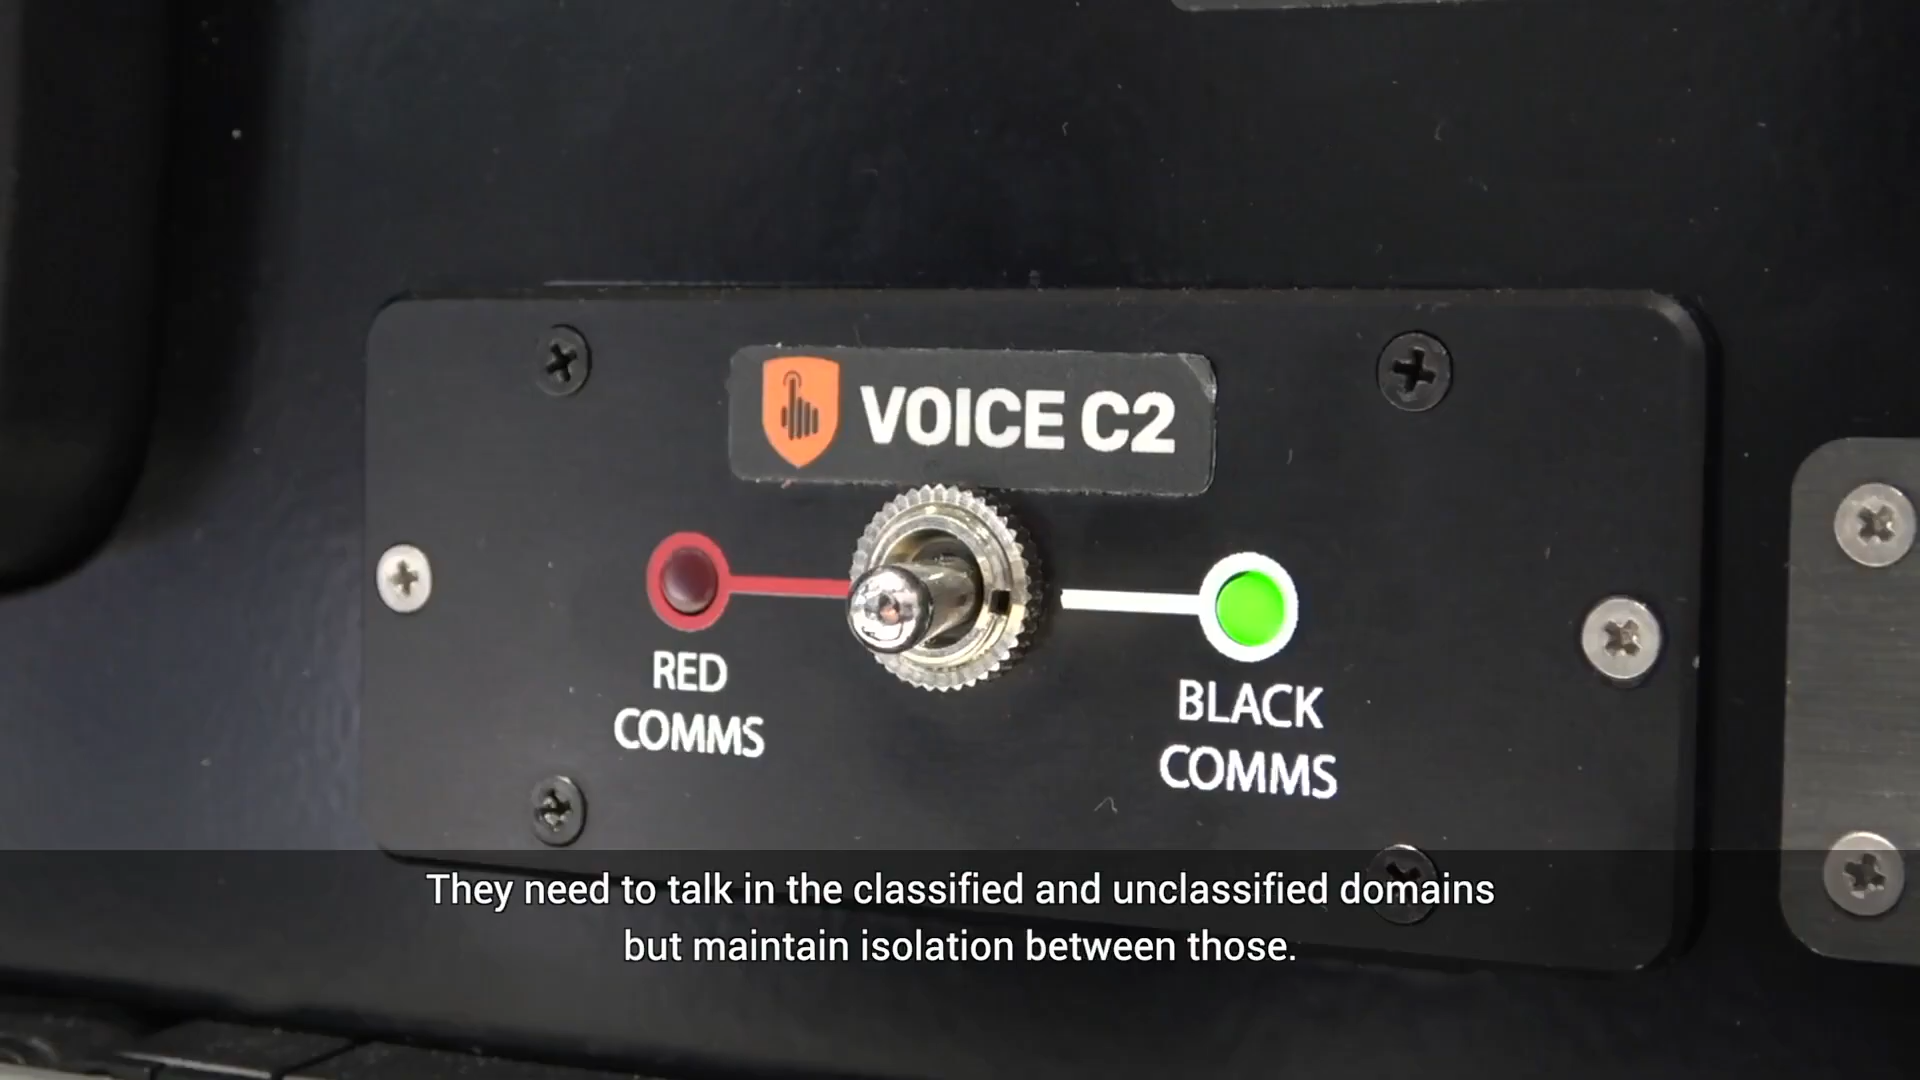 VOICE C2
RED
COMMS
BLACK
COMMS
They need to talk in the classified and unclassified domains
but maintain isolation between those.